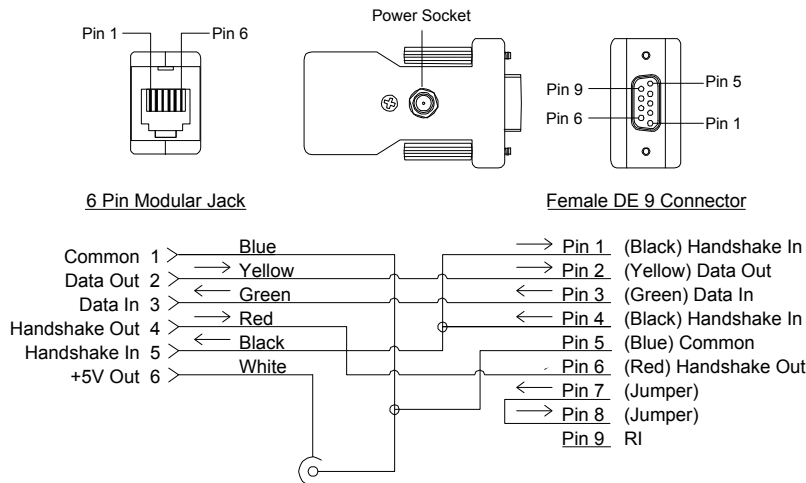 Power Socket
Pin 1
Pin 6
Pin 9
Pin 5
Pin 6
Pin 1
6 Pin Modular Jack
Female DE 9 Connector
Common 1 Blue
Data Out 2 Yellow
Data In 3 Green
Handshake Out 4 Red
Handshake In 5 Black
+5V Out 6 White
Pin 1 (Black) Handshake In
Pin 2 (Yellow) Data Out
Pin 3 (Green) Data In
Pin 4 (Black) Handshake In
Pin 5 (Blue) Common
Pin 6 (Red) Handshake Out
Pin 7 (Jumper)
Pin 8 (Jumper)
Pin 9 RI